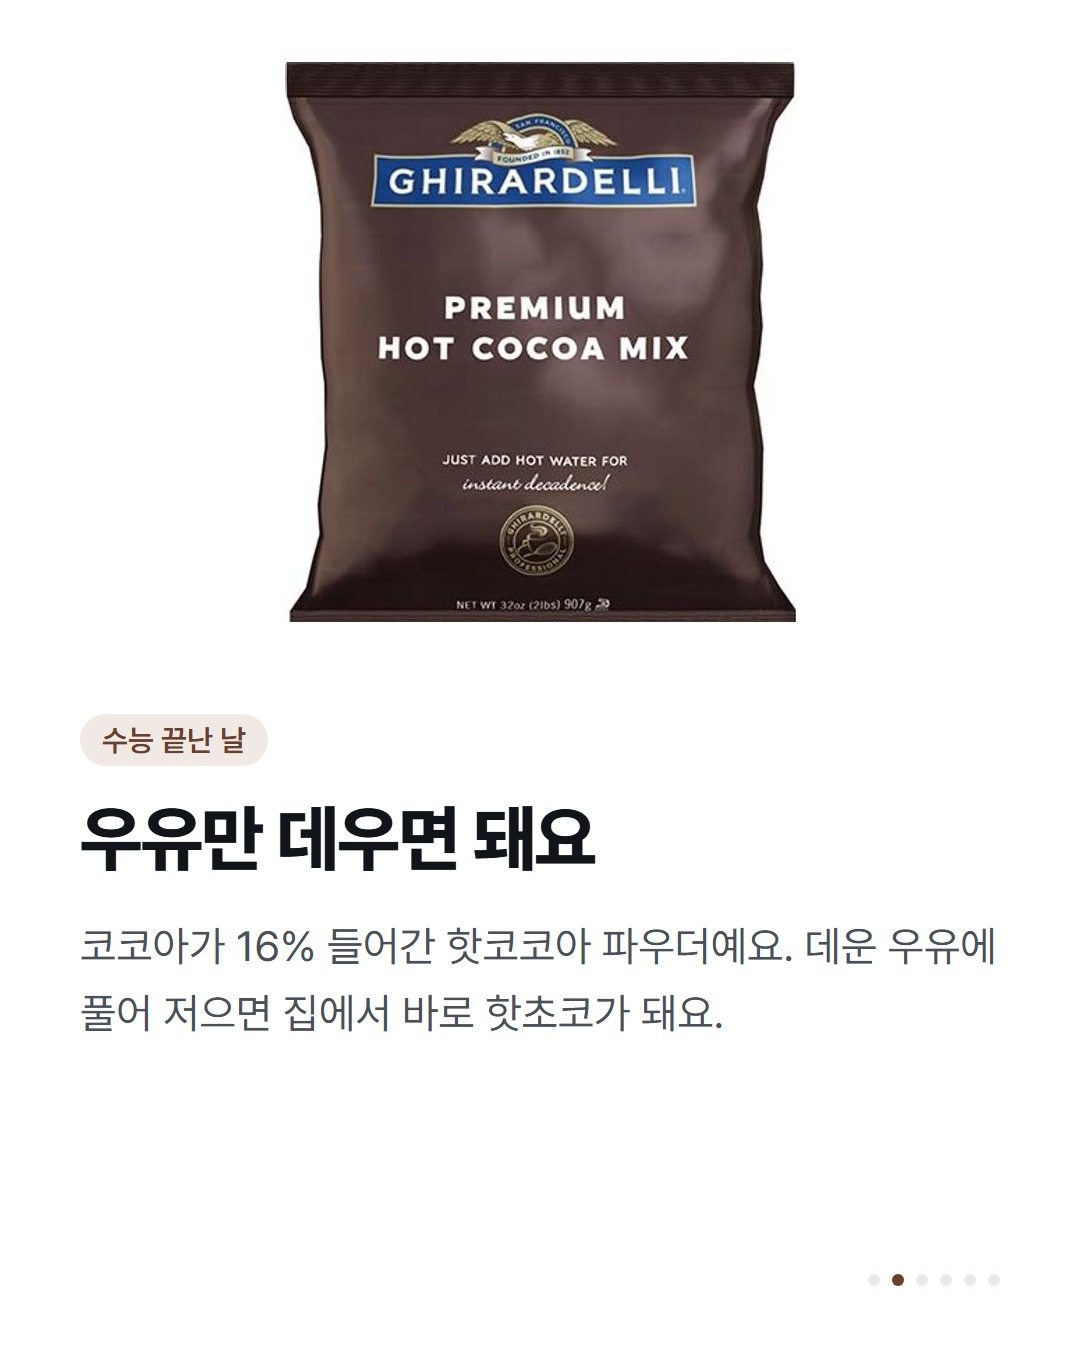 SAN FRANCISCO
FOUNDED IN 1852
GHIRARDELLI
PREMIUM
HOT COCOA MIX
JUST ADD HOT WATER FOR
instant decadence!
GHIRARDELLI
PROFESSIONAL
NET WT 32oz (2lbs) 907g
수능 끝난 날
우유만 데우면 돼요
코코아가 16% 들어간 핫코코아 파우더예요. 데운 우유에
풀어 저으면 집에서 바로 핫초코가 돼요.